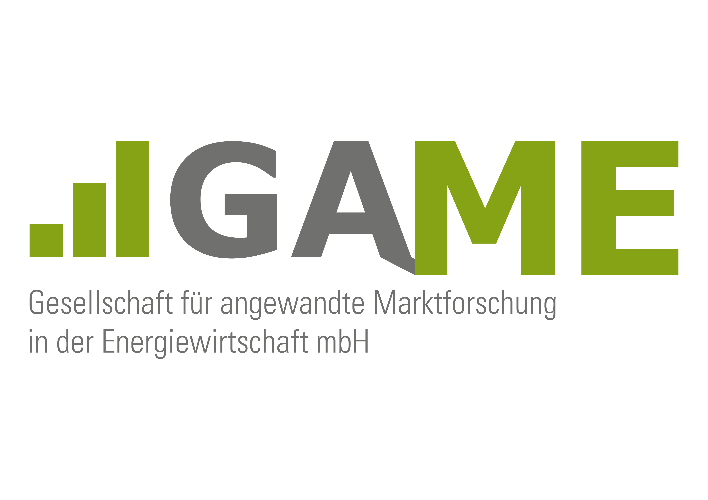 GAME
Gesellschaft für angewandte Marktforschung
in der Energiewirtschaft mbH